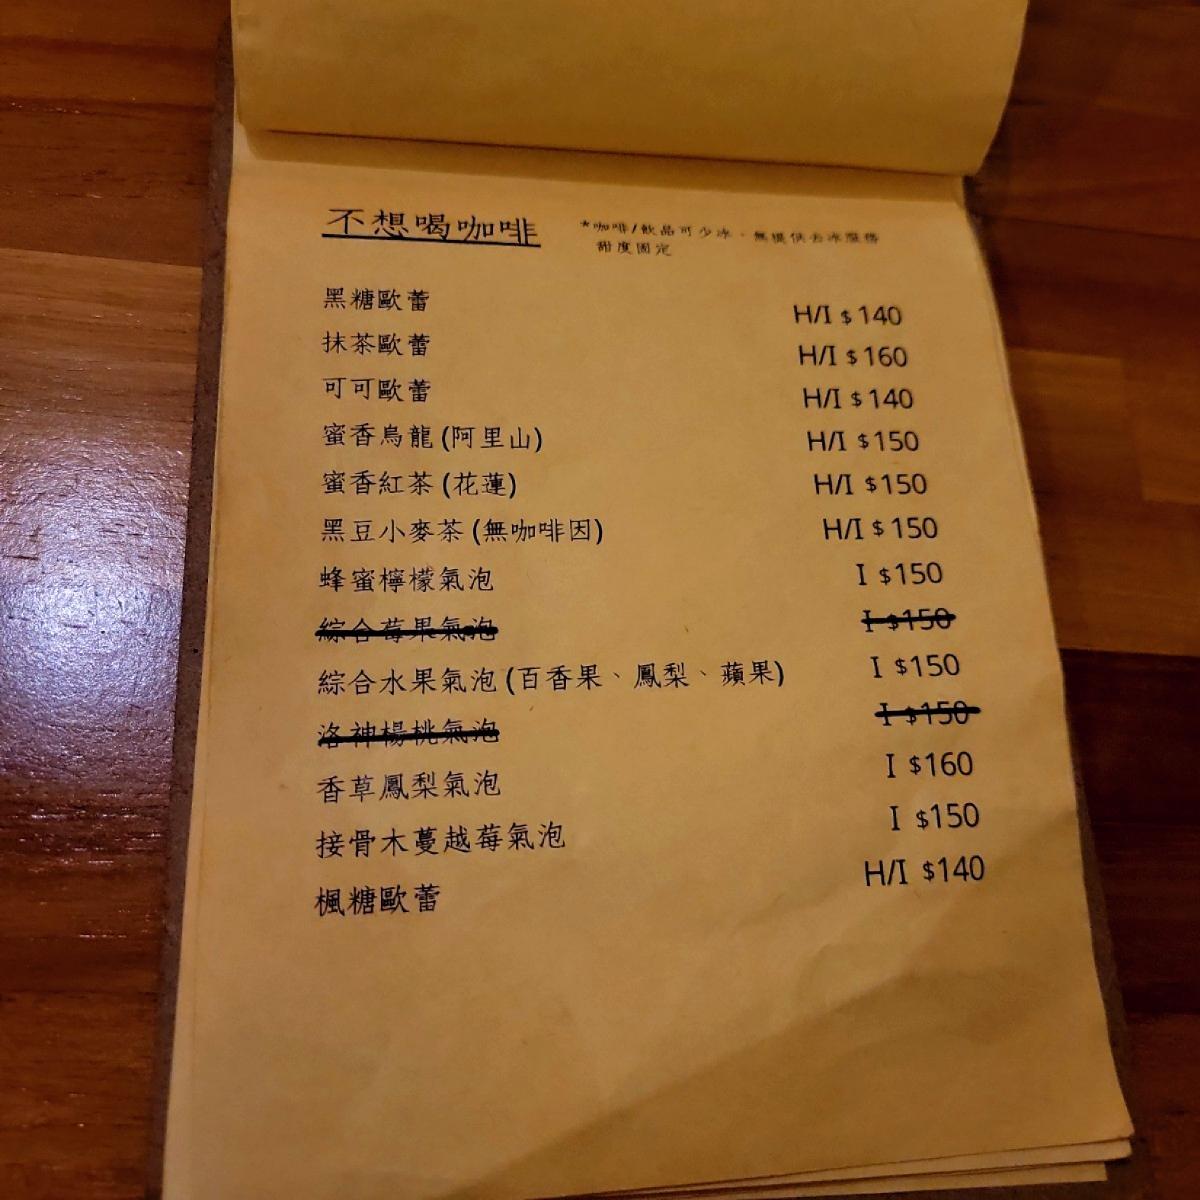 不想喝咖啡
*咖啡/飲品可少冰、無提供去冰服務
甜度固定
黑糖歐蕾 H/I $140
抹茶歐蕾 H/I $160
可可歐蕾 H/I $140
蜜香烏龍 (阿里山) H/I $150
蜜香紅茶 (花蓮) H/I $150
黑豆小麥茶 (無咖啡因) H/I $150
蜂蜜檸檬氣泡 I $150
綜合莓果氣泡 I $150
綜合水果氣泡 (百香果、鳳梨、蘋果) I $150
洛神楊桃氣泡 I $150
香草鳳梨氣泡 I $160
接骨木蔓越莓氣泡 I $150
楓糖歐蕾 H/I $140